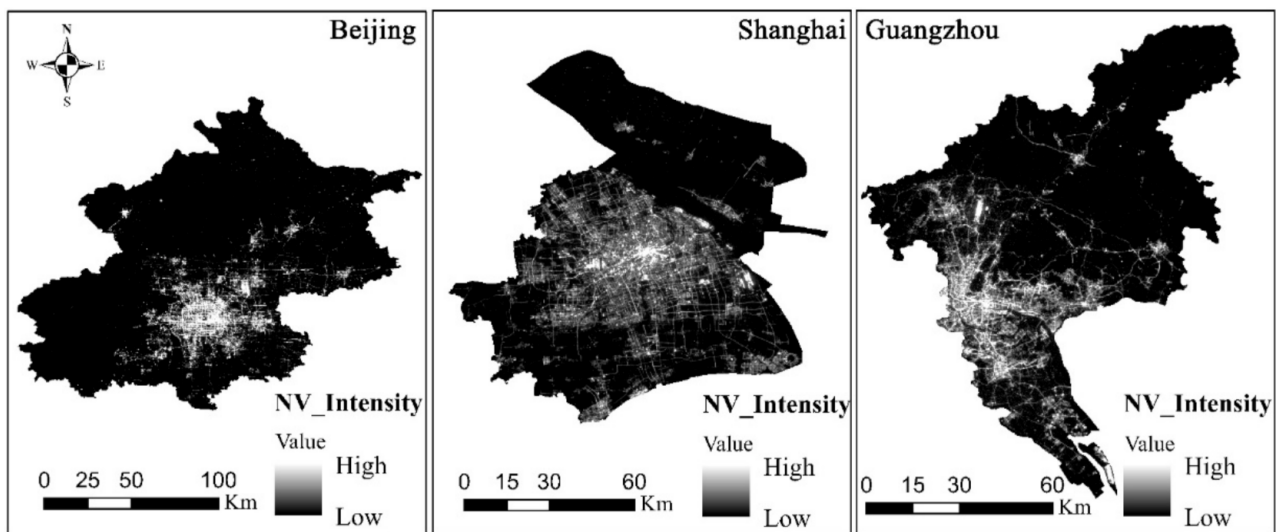 Beijing
N
W E
S
NV_Intensity
Value
High
Low
0 25 50 100
Km
Shanghai
NV_Intensity
Value
High
Low
0 15 30 60
Km
Guangzhou
NV_Intensity
Value
High
Low
0 15 30 60
Km